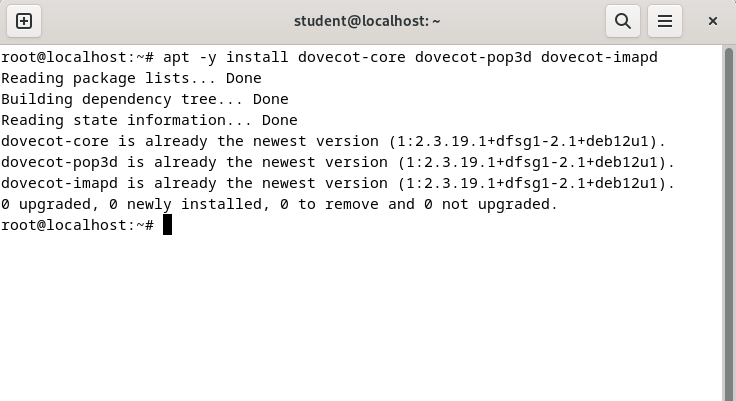 student@localhost: ~
root@localhost:~# apt -y install dovecot-core dovecot-pop3d dovecot-imapd
Reading package lists... Done
Building dependency tree... Done
Reading state information... Done
dovecot-core is already the newest version (1:2.3.19.1+dfsg1-2.1+deb12u1).
dovecot-pop3d is already the newest version (1:2.3.19.1+dfsg1-2.1+deb12u1).
dovecot-imapd is already the newest version (1:2.3.19.1+dfsg1-2.1+deb12u1).
0 upgraded, 0 newly installed, 0 to remove and 0 not upgraded.
root@localhost:~#